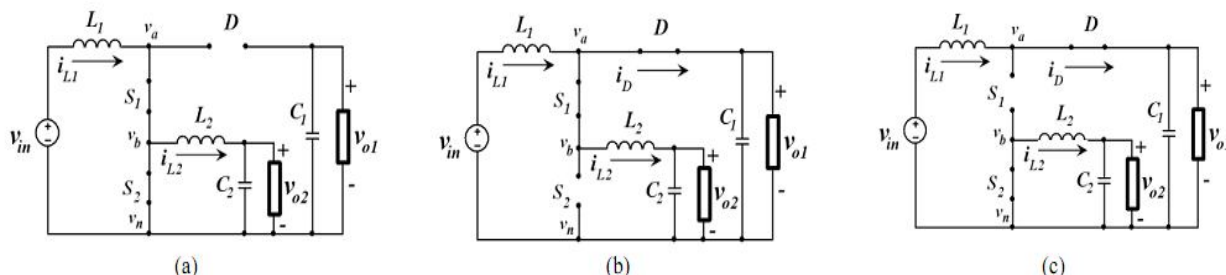 L1
va
D
iL1
S1
vin
vb
L2
iL2
C1
+
vo1
-
S2
C2
+
vo2
-
vn
(a)
L1
va
D
iL1
iD
S1
vin
vb
L2
iL2
C1
+
vo1
-
S2
C2
+
vo2
-
vn
(b)
L1
va
D
iL1
iD
S1
vin
vb
L2
iL2
C1
+
vo1
-
S2
C2
+
vo2
-
vn
(c)